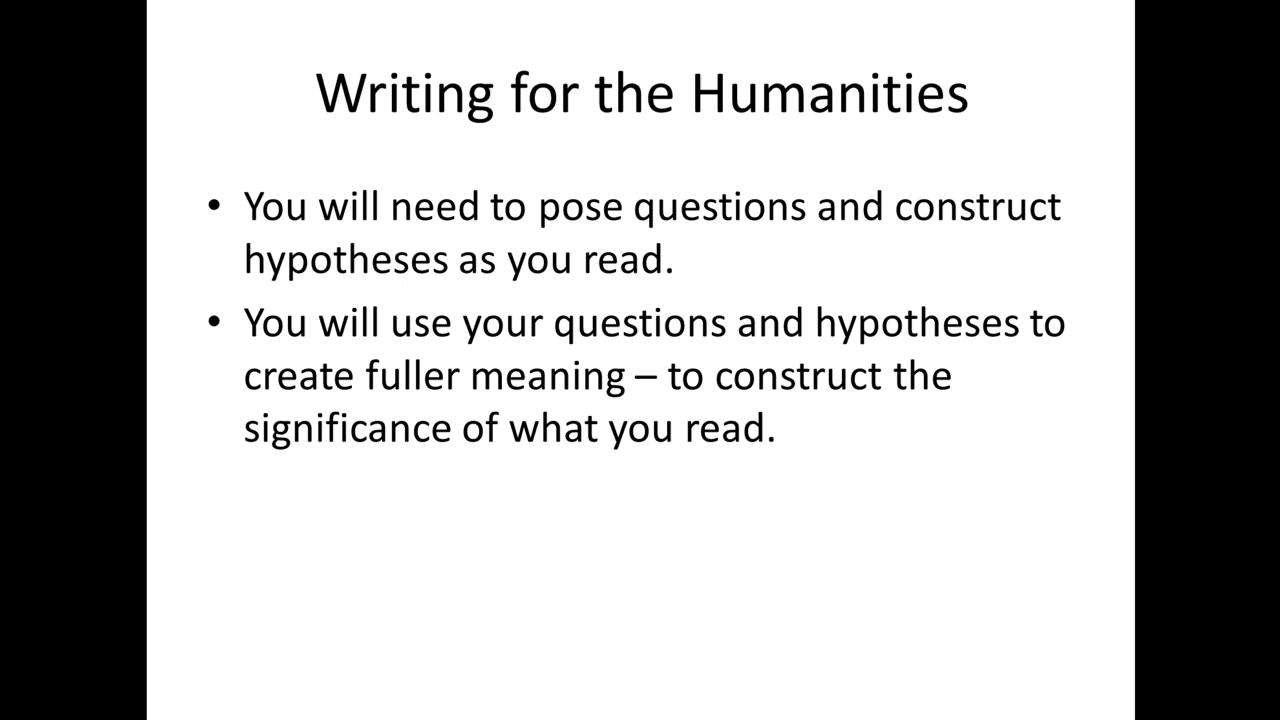 Writing for the Humanities
• You will need to pose questions and construct
hypotheses as you read.
• You will use your questions and hypotheses to
create fuller meaning – to construct the
significance of what you read.